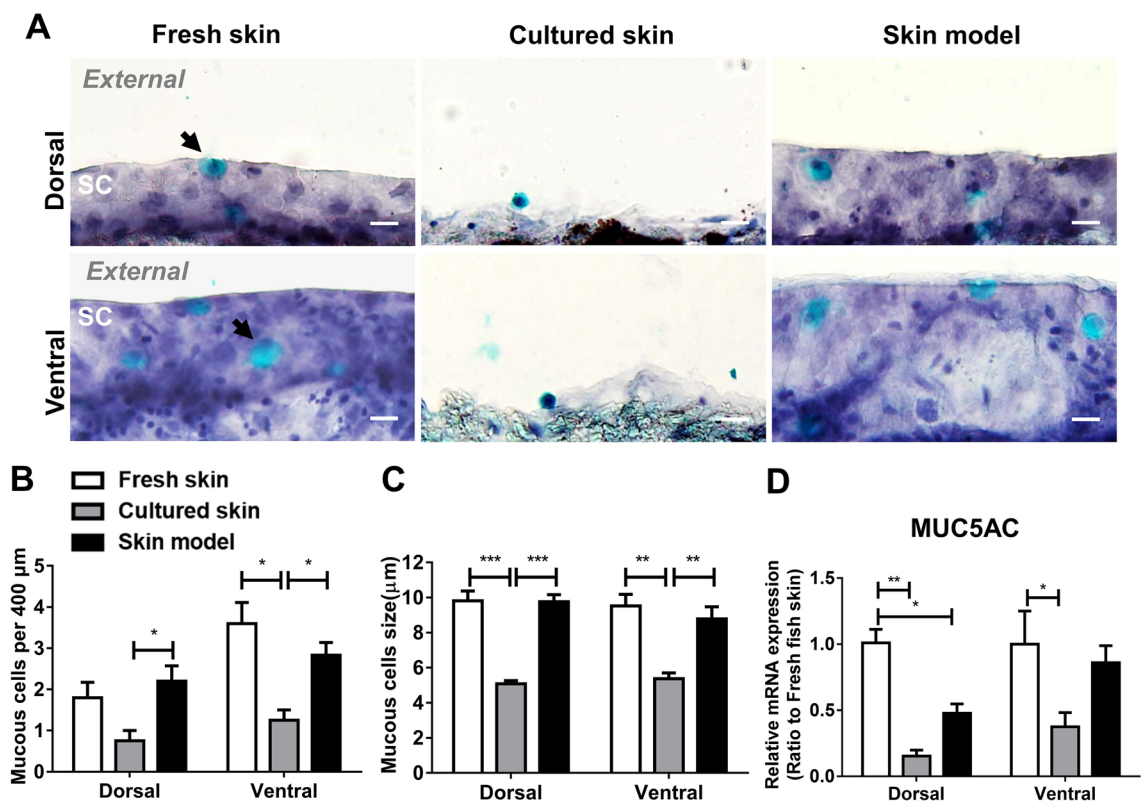 A
Fresh skin
Cultured skin
Skin model
Dorsal
External
SC
Ventral
External
SC
B
Fresh skin
Cultured skin
Skin model
Mucous cells per 400 μm
5
4
3
2
1
0
* *
*
Dorsal
Ventral
C
Mucous cells size(μm)
12
10
8
6
4
2
0
*** ***
** **
Dorsal
Ventral
D
MUC5AC
Relative mRNA expression
(Ratio to Fresh fish skin)
1.5
1.0
0.5
0.0
**
*
*
Dorsal
Ventral